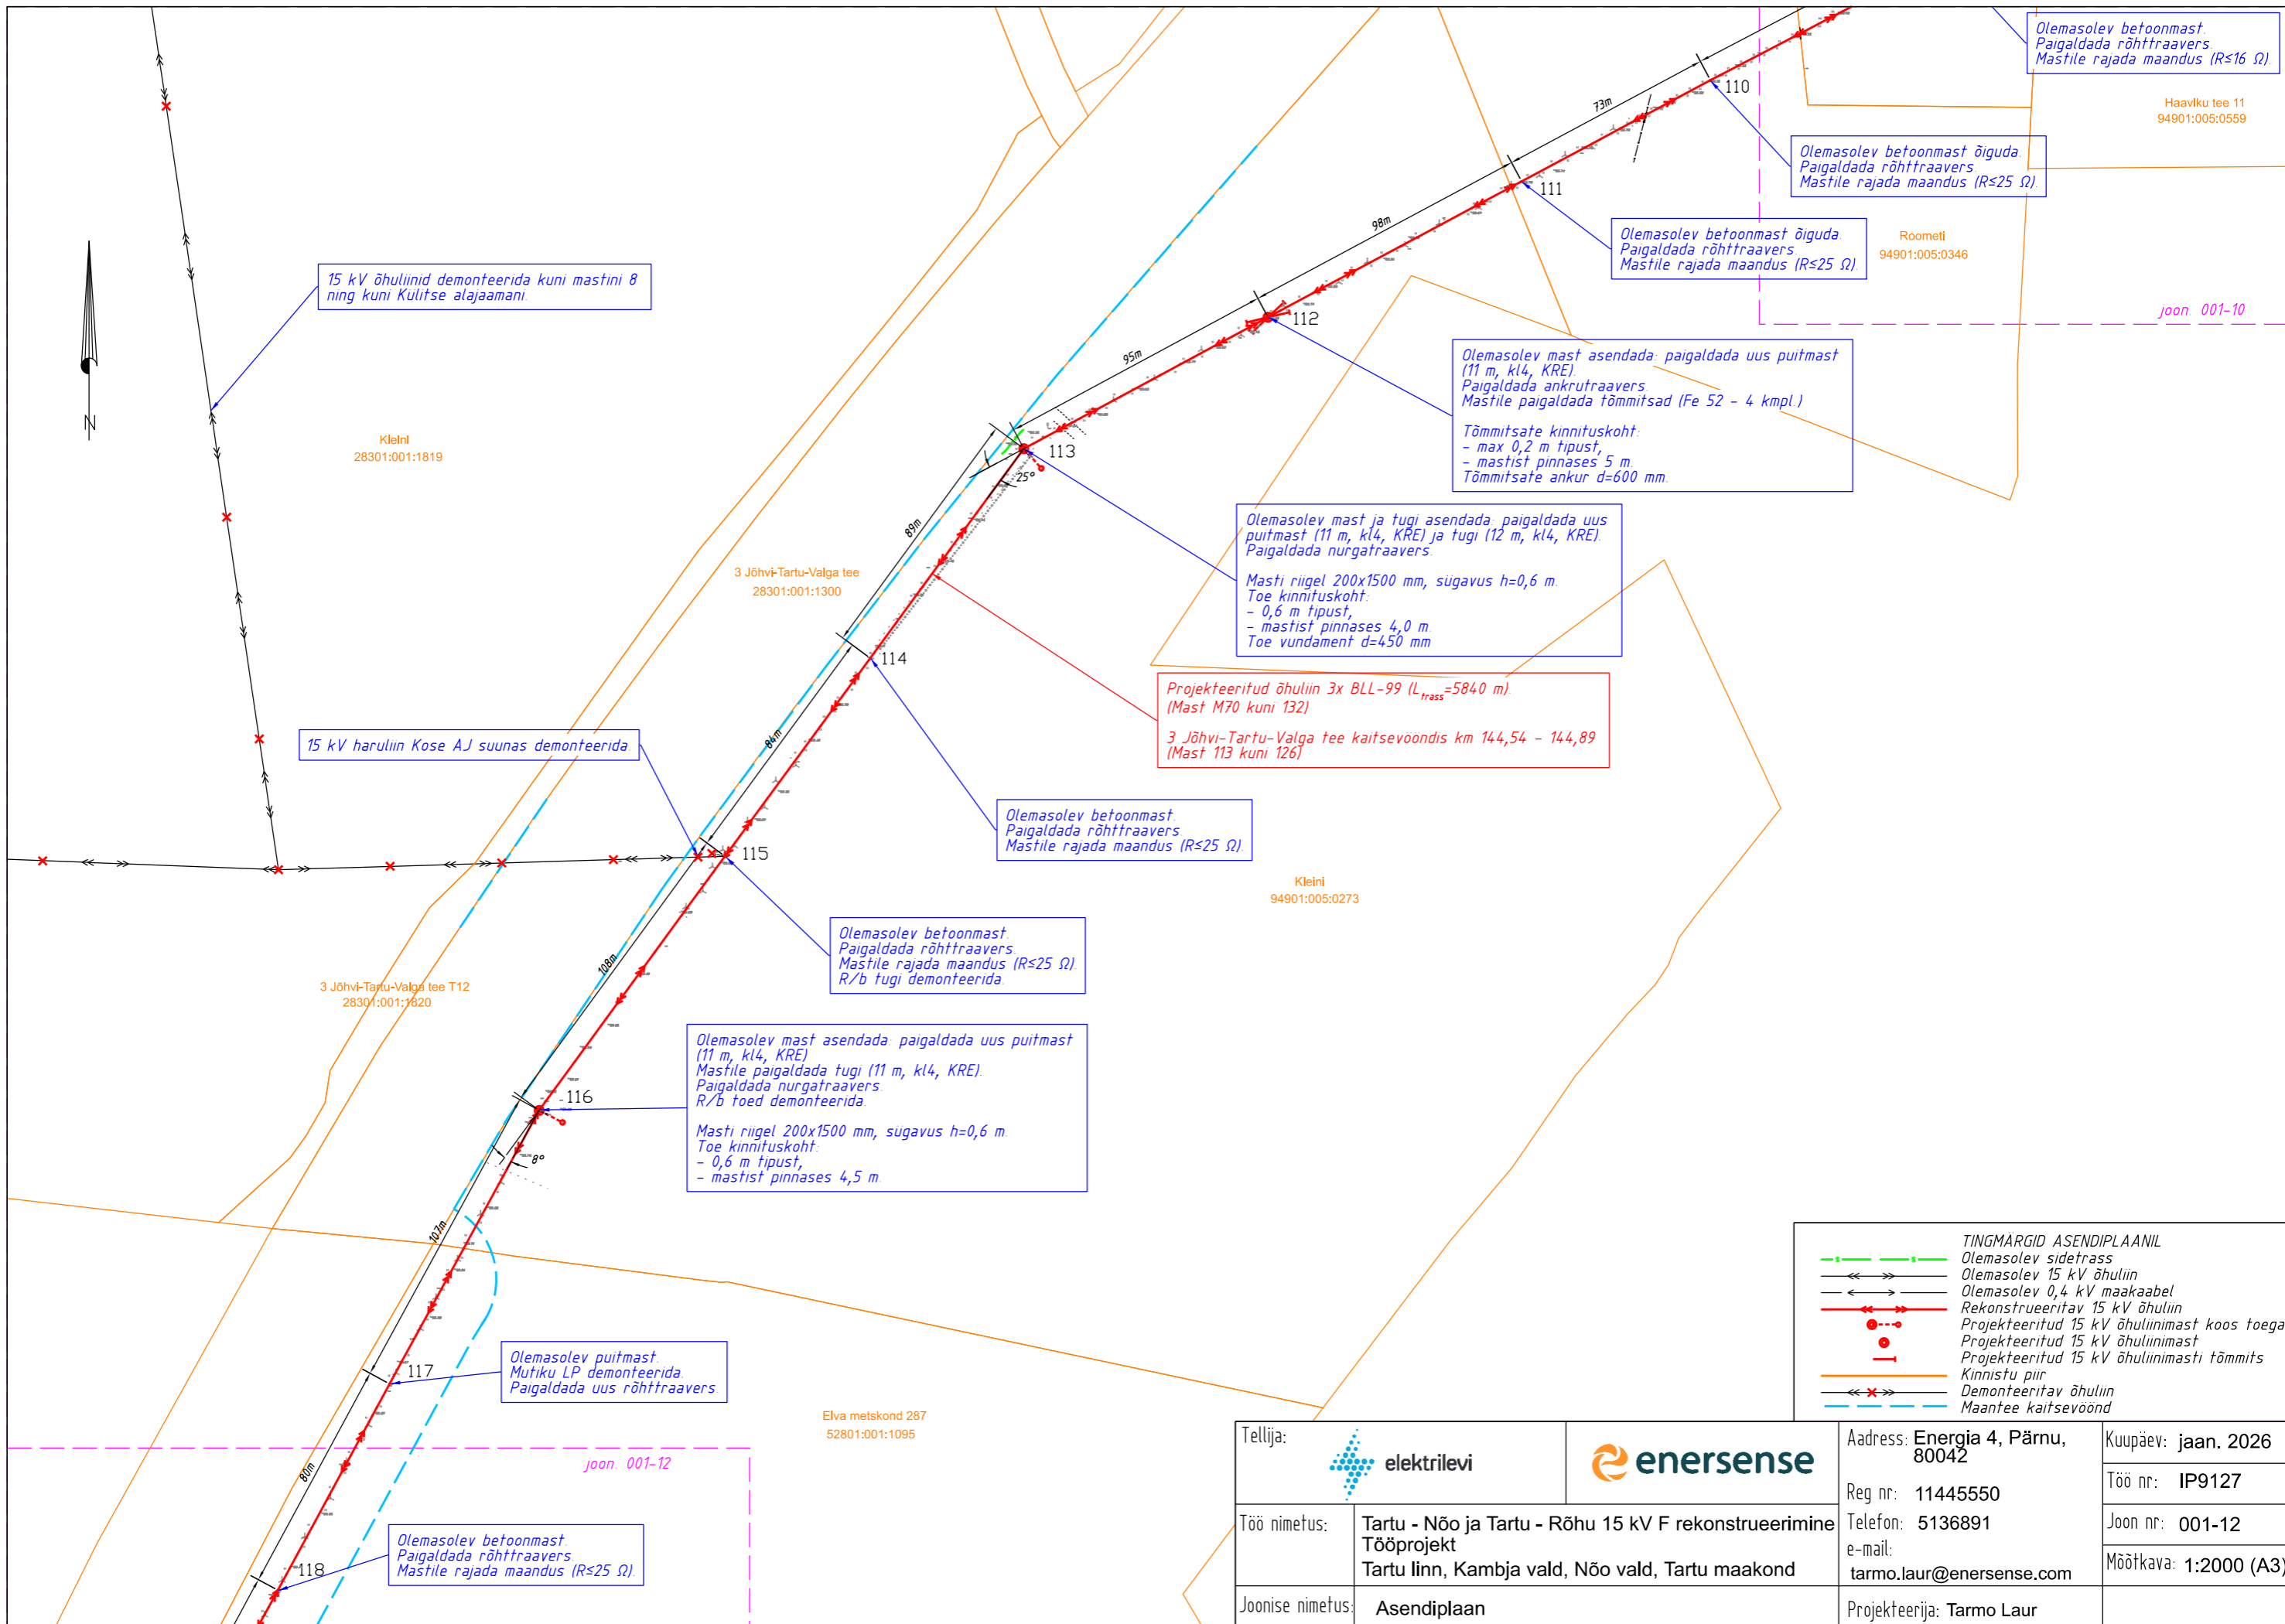 Olemasolev betoonmast.
Paigaldada rõhttraavers.
Mastile rajada maandus (R≤16 Ω).
110
73m
Haaviku tee 11
94901:005:0559
Olemasolev betoonmast õiguda.
Paigaldada rõhttraavers.
Mastile rajada maandus (R≤25 Ω).
111
98m
Olemasolev betoonmast õiguda.
Paigaldada rõhttraavers.
Mastile rajada maandus (R≤25 Ω).
Roometi
94901:005:0346
joon. 001-10
15 kV õhuliinid demonteerida kuni mastini 8
ning kuni Külitse alajaamani.
N
112
95m
Olemasolev mast asendada: paigaldada uus puitmast
(11 m, kl4, KRE).
Paigaldada ankrutraavers.
Mastile paigaldada tõmmitsad (Fe 52 - 4 kmpl.)
Tõmmitsate kinnituskoht:
- max 0,2 m tipust,
- mastist pinnases 5 m.
Tõmmitsate ankur d=600 mm.
Kleini
28301:001:1819
113
25°
89m
Olemasolev mast ja tugi asendada: paigaldada uus
puitmast (11 m, kl4, KRE) ja tugi (12 m, kl4, KRE).
Paigaldada nurgatraavers.
Masti riigel 200x1500 mm, sügavus h=0,6 m.
Toe kinnituskoht:
- 0,6 m tipust,
- mastist pinnases 4,0 m.
Toe vundament d=450 mm
3 Jõhvi-Tartu-Valga tee
28301:001:1300
114
84m
Projekteeritud õhuliin 3x BLL-99 (Ltrass=5840 m).
(Mast M70 kuni 132)
3 Jõhvi-Tartu-Valga tee kaitsevööndis km 144,54 - 144,89
(Mast 113 kuni 126)
15 kV haruliin Kose AJ suunas demonteerida.
Olemasolev betoonmast.
Paigaldada rõhttraavers.
Mastile rajada maandus (R≤25 Ω).
115
Kleini
94901:005:0273
108m
Olemasolev betoonmast.
Paigaldada rõhttraavers.
Mastile rajada maandus (R≤25 Ω).
R/b tugi demonteerida.
3 Jõhvi-Tartu-Valga tee T12
28301:001:1820
116
8°
Olemasolev mast asendada: paigaldada uus puitmast
(11 m, kl4, KRE)
Mastile paigaldada tugi (11 m, kl4, KRE).
Paigaldada nurgatraavers.
R/b toed demonteerida.
Masti riigel 200x1500 mm, sügavus h=0,6 m.
Toe kinnituskoht:
- 0,6 m tipust,
- mastist pinnases 4,5 m.
107m
117
Olemasolev puitmast.
Mutiku LP demonteerida.
Paigaldada uus rõhttraavers.
Elva metskond 287
52801:001:1095
joon 001-12
80m
118
Olemasolev betoonmast.
Paigaldada rõhttraavers.
Mastile rajada maandus (R≤25 Ω).
TINGMÄRGID ASENDIPLAANIL
Olemasolev sidetrass
Olemasolev 15 kV õhuliin
Olemasolev 0,4 kV maakaabel
Rekonstrueeritav 15 kV õhuliin
Projekteeritud 15 kV õhuliinimast koos toega
Projekteeritud 15 kV õhuliinimast
Projekteeritud 15 kV õhuliinimasti tõmmits
Kinnistu piir
Demonteeritav õhuliin
Maantee kaitsevöönd
Tellija:
elektrilevi
enersense
Aadress: Energia 4, Pärnu,
80042
Reg nr: 11445550
Telefon: 5136891
e-mail:
tarmo.laur@enersense.com
Kuupäev: jaan. 2026
Töö nr: IP9127
Joon nr: 001-12
Mõõtkava: 1:2000 (A3)
Töö nimetus: Tartu - Nõo ja Tartu - Rõhu 15 kV F rekonstrueerimine
Tööprojekt
Tartu linn, Kambja vald, Nõo vald, Tartu maakond
Joonise nimetus: Asendiplaan
Projekteerija: Tarmo Laur